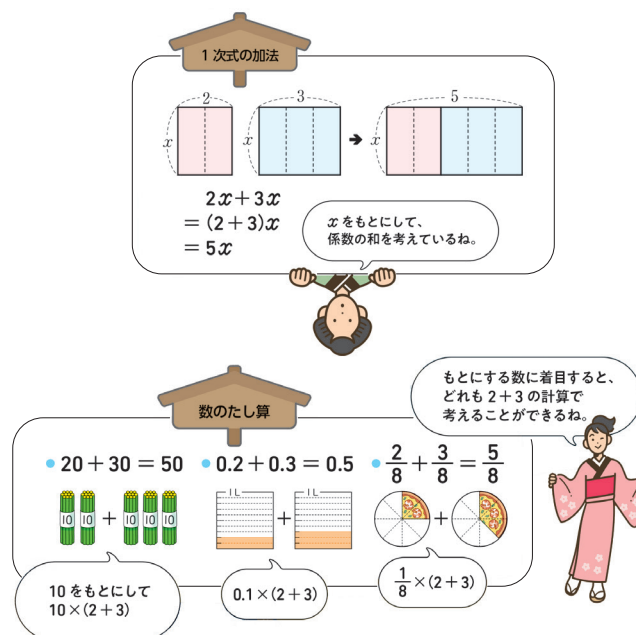 1次式の加法
2
3
5
x
x
x
2x+3x
=(2+3)x
=5x
xをもとにして、
係数の和を考えているね。
もとにする数に着目すると、
どれも2+3の計算で
考えることができるね。
数のたし算
20+30=50
0.2+0.3=0.5
2/8+3/8=5/8
10 10 + 10 10 10
1L + 1L
+
10をもとにして
10×(2+3)
0.1×(2+3)
1/8×(2+3)